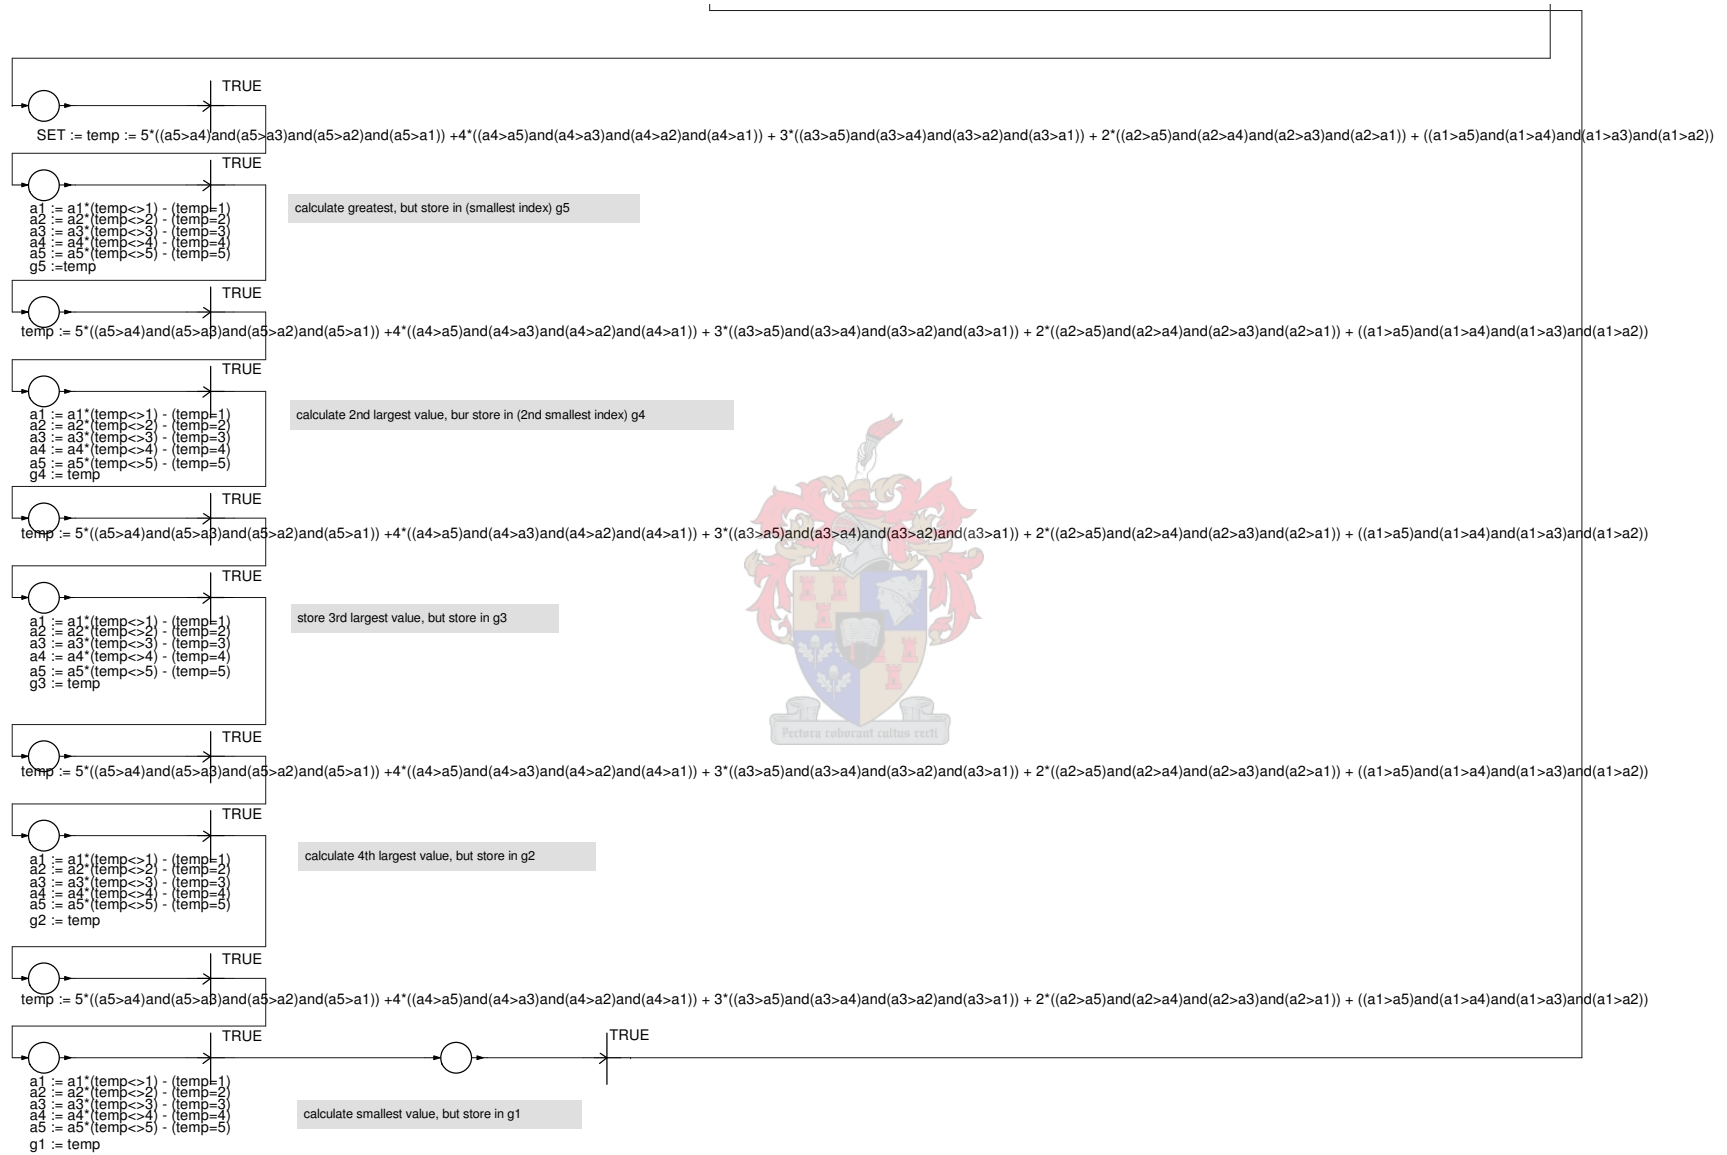 TRUE
SET := temp := 5*((a5>a4)and(a5>a3)and(a5>a2)and(a5>a1)) +4*((a4>a5)and(a4>a3)and(a4>a2)and(a4>a1)) + 3*((a3>a5)and(a3>a4)and(a3>a2)and(a3>a1)) + 2*((a2>a5)and(a2>a4)and(a2>a3)and(a2>a1)) + ((a1>a5)and(a1>a4)and(a1>a3)and(a1>a2))
TRUE
a1 := a1*(temp<>1) - (temp=1)
a2 := a2*(temp<>2) - (temp=2)
a3 := a3*(temp<>3) - (temp=3)
a4 := a4*(temp<>4) - (temp=4)
a5 := a5*(temp<>5) - (temp=5)
g5 :=temp
calculate greatest, but store in (smallest index) g5
TRUE
temp := 5*((a5>a4)and(a5>a3)and(a5>a2)and(a5>a1)) +4*((a4>a5)and(a4>a3)and(a4>a2)and(a4>a1)) + 3*((a3>a5)and(a3>a4)and(a3>a2)and(a3>a1)) + 2*((a2>a5)and(a2>a4)and(a2>a3)and(a2>a1)) + ((a1>a5)and(a1>a4)and(a1>a3)and(a1>a2))
TRUE
a1 := a1*(temp<>1) - (temp=1)
a2 := a2*(temp<>2) - (temp=2)
a3 := a3*(temp<>3) - (temp=3)
a4 := a4*(temp<>4) - (temp=4)
a5 := a5*(temp<>5) - (temp=5)
g4 := temp
calculate 2nd largest value, bur store in (2nd smallest index) g4
TRUE
temp := 5*((a5>a4)and(a5>a3)and(a5>a2)and(a5>a1)) +4*((a4>a5)and(a4>a3)and(a4>a2)and(a4>a1)) + 3*((a3>a5)and(a3>a4)and(a3>a2)and(a3>a1)) + 2*((a2>a5)and(a2>a4)and(a2>a3)and(a2>a1)) + ((a1>a5)and(a1>a4)and(a1>a3)and(a1>a2))
TRUE
a1 := a1*(temp<>1) - (temp=1)
a2 := a2*(temp<>2) - (temp=2)
a3 := a3*(temp<>3) - (temp=3)
a4 := a4*(temp<>4) - (temp=4)
a5 := a5*(temp<>5) - (temp=5)
g3 := temp
store 3rd largest value, but store in g3
Pectora roborant cultus recti
TRUE
temp := 5*((a5>a4)and(a5>a3)and(a5>a2)and(a5>a1)) +4*((a4>a5)and(a4>a3)and(a4>a2)and(a4>a1)) + 3*((a3>a5)and(a3>a4)and(a3>a2)and(a3>a1)) + 2*((a2>a5)and(a2>a4)and(a2>a3)and(a2>a1)) + ((a1>a5)and(a1>a4)and(a1>a3)and(a1>a2))
TRUE
a1 := a1*(temp<>1) - (temp=1)
a2 := a2*(temp<>2) - (temp=2)
a3 := a3*(temp<>3) - (temp=3)
a4 := a4*(temp<>4) - (temp=4)
a5 := a5*(temp<>5) - (temp=5)
g2 := temp
calculate 4th largest value, but store in g2
TRUE
temp := 5*((a5>a4)and(a5>a3)and(a5>a2)and(a5>a1)) +4*((a4>a5)and(a4>a3)and(a4>a2)and(a4>a1)) + 3*((a3>a5)and(a3>a4)and(a3>a2)and(a3>a1)) + 2*((a2>a5)and(a2>a4)and(a2>a3)and(a2>a1)) + ((a1>a5)and(a1>a4)and(a1>a3)and(a1>a2))
TRUE
TRUE
a1 := a1*(temp<>1) - (temp=1)
a2 := a2*(temp<>2) - (temp=2)
a3 := a3*(temp<>3) - (temp=3)
a4 := a4*(temp<>4) - (temp=4)
a5 := a5*(temp<>5) - (temp=5)
g1 := temp
calculate smallest value, but store in g1